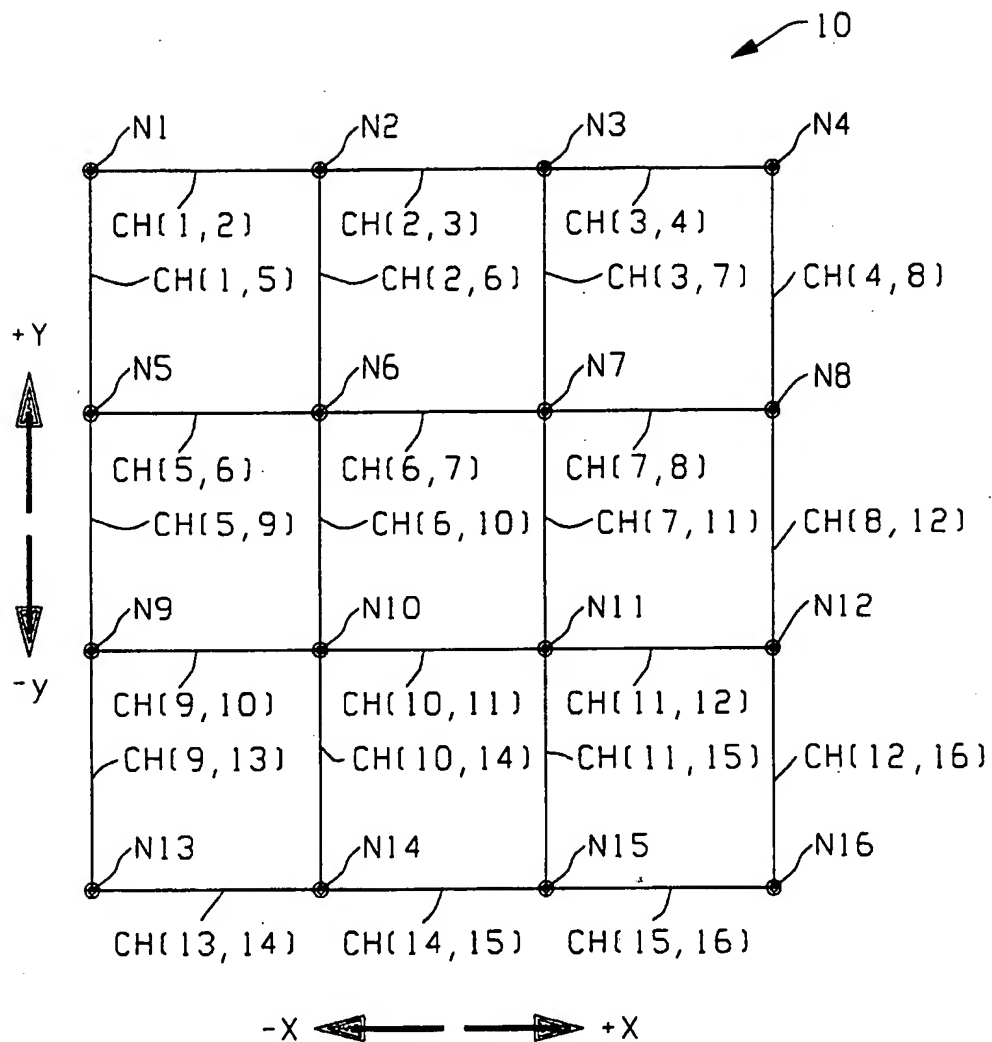 10
N1 N2 N3 N4
CH(1,2) CH(2,3) CH(3,4)
CH(1,5) CH(2,6) CH(3,7) CH(4,8)
+Y
N5 N6 N7 N8
CH(5,6) CH(6,7) CH(7,8)
CH(5,9) CH(6,10) CH(7,11) CH(8,12)
N9 N10 N11 N12
-y
CH(9,10) CH(10,11) CH(11,12)
CH(9,13) CH(10,14) CH(11,15) CH(12,16)
N13 N14 N15 N16
CH(13,14) CH(14,15) CH(15,16)
-X +X